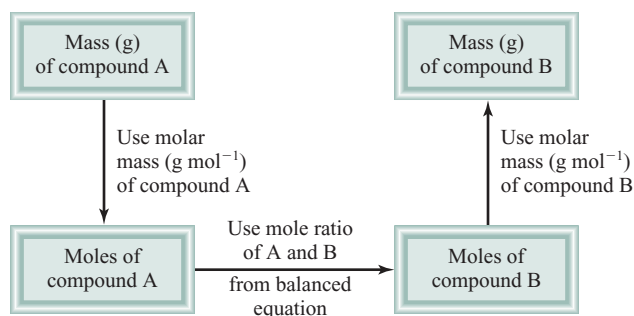 Mass (g)
of compound A
Mass (g)
of compound B
Use molar
mass (g mol⁻¹)
of compound A
Use molar
mass (g mol⁻¹)
of compound B
Moles of
compound A
Use mole ratio
of A and B
from balanced
equation
Moles of
compound B